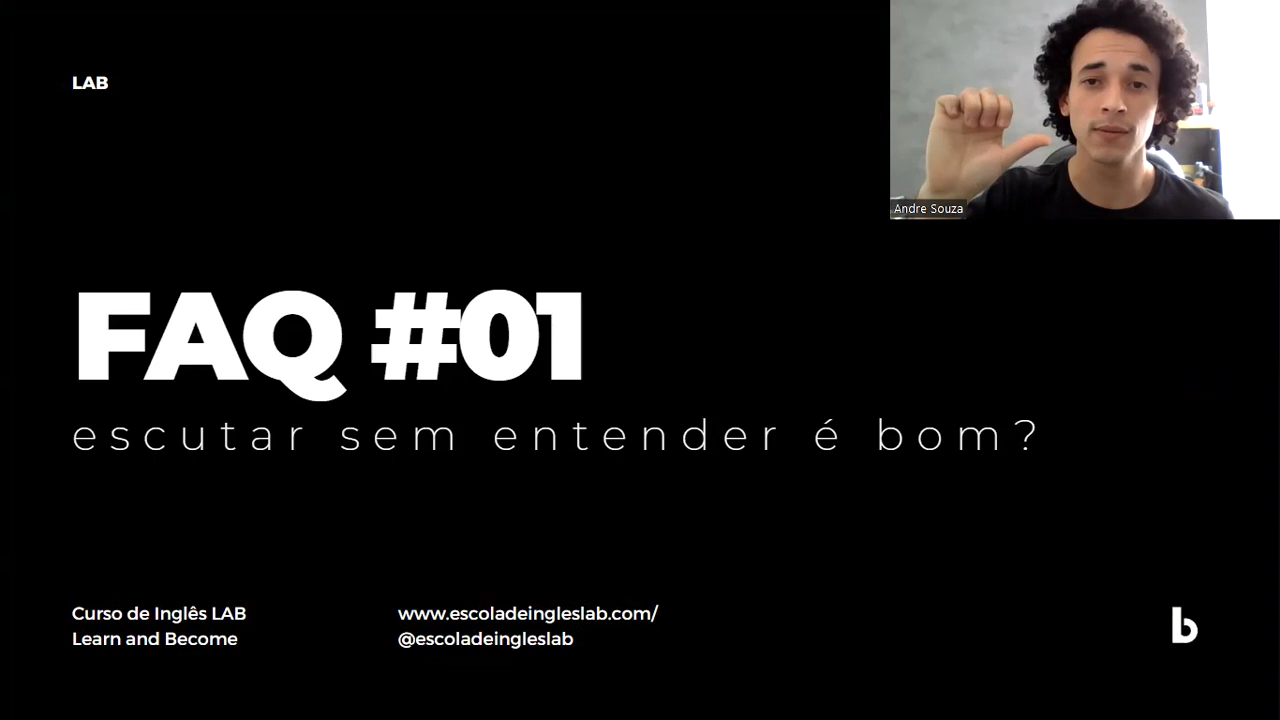 LAB
Andre Souza
FAQ #01
escutar sem entender é bom?
Curso de Inglês LAB
Learn and Become
www.escoladeingleslab.com/
@escoladeingleslab
b